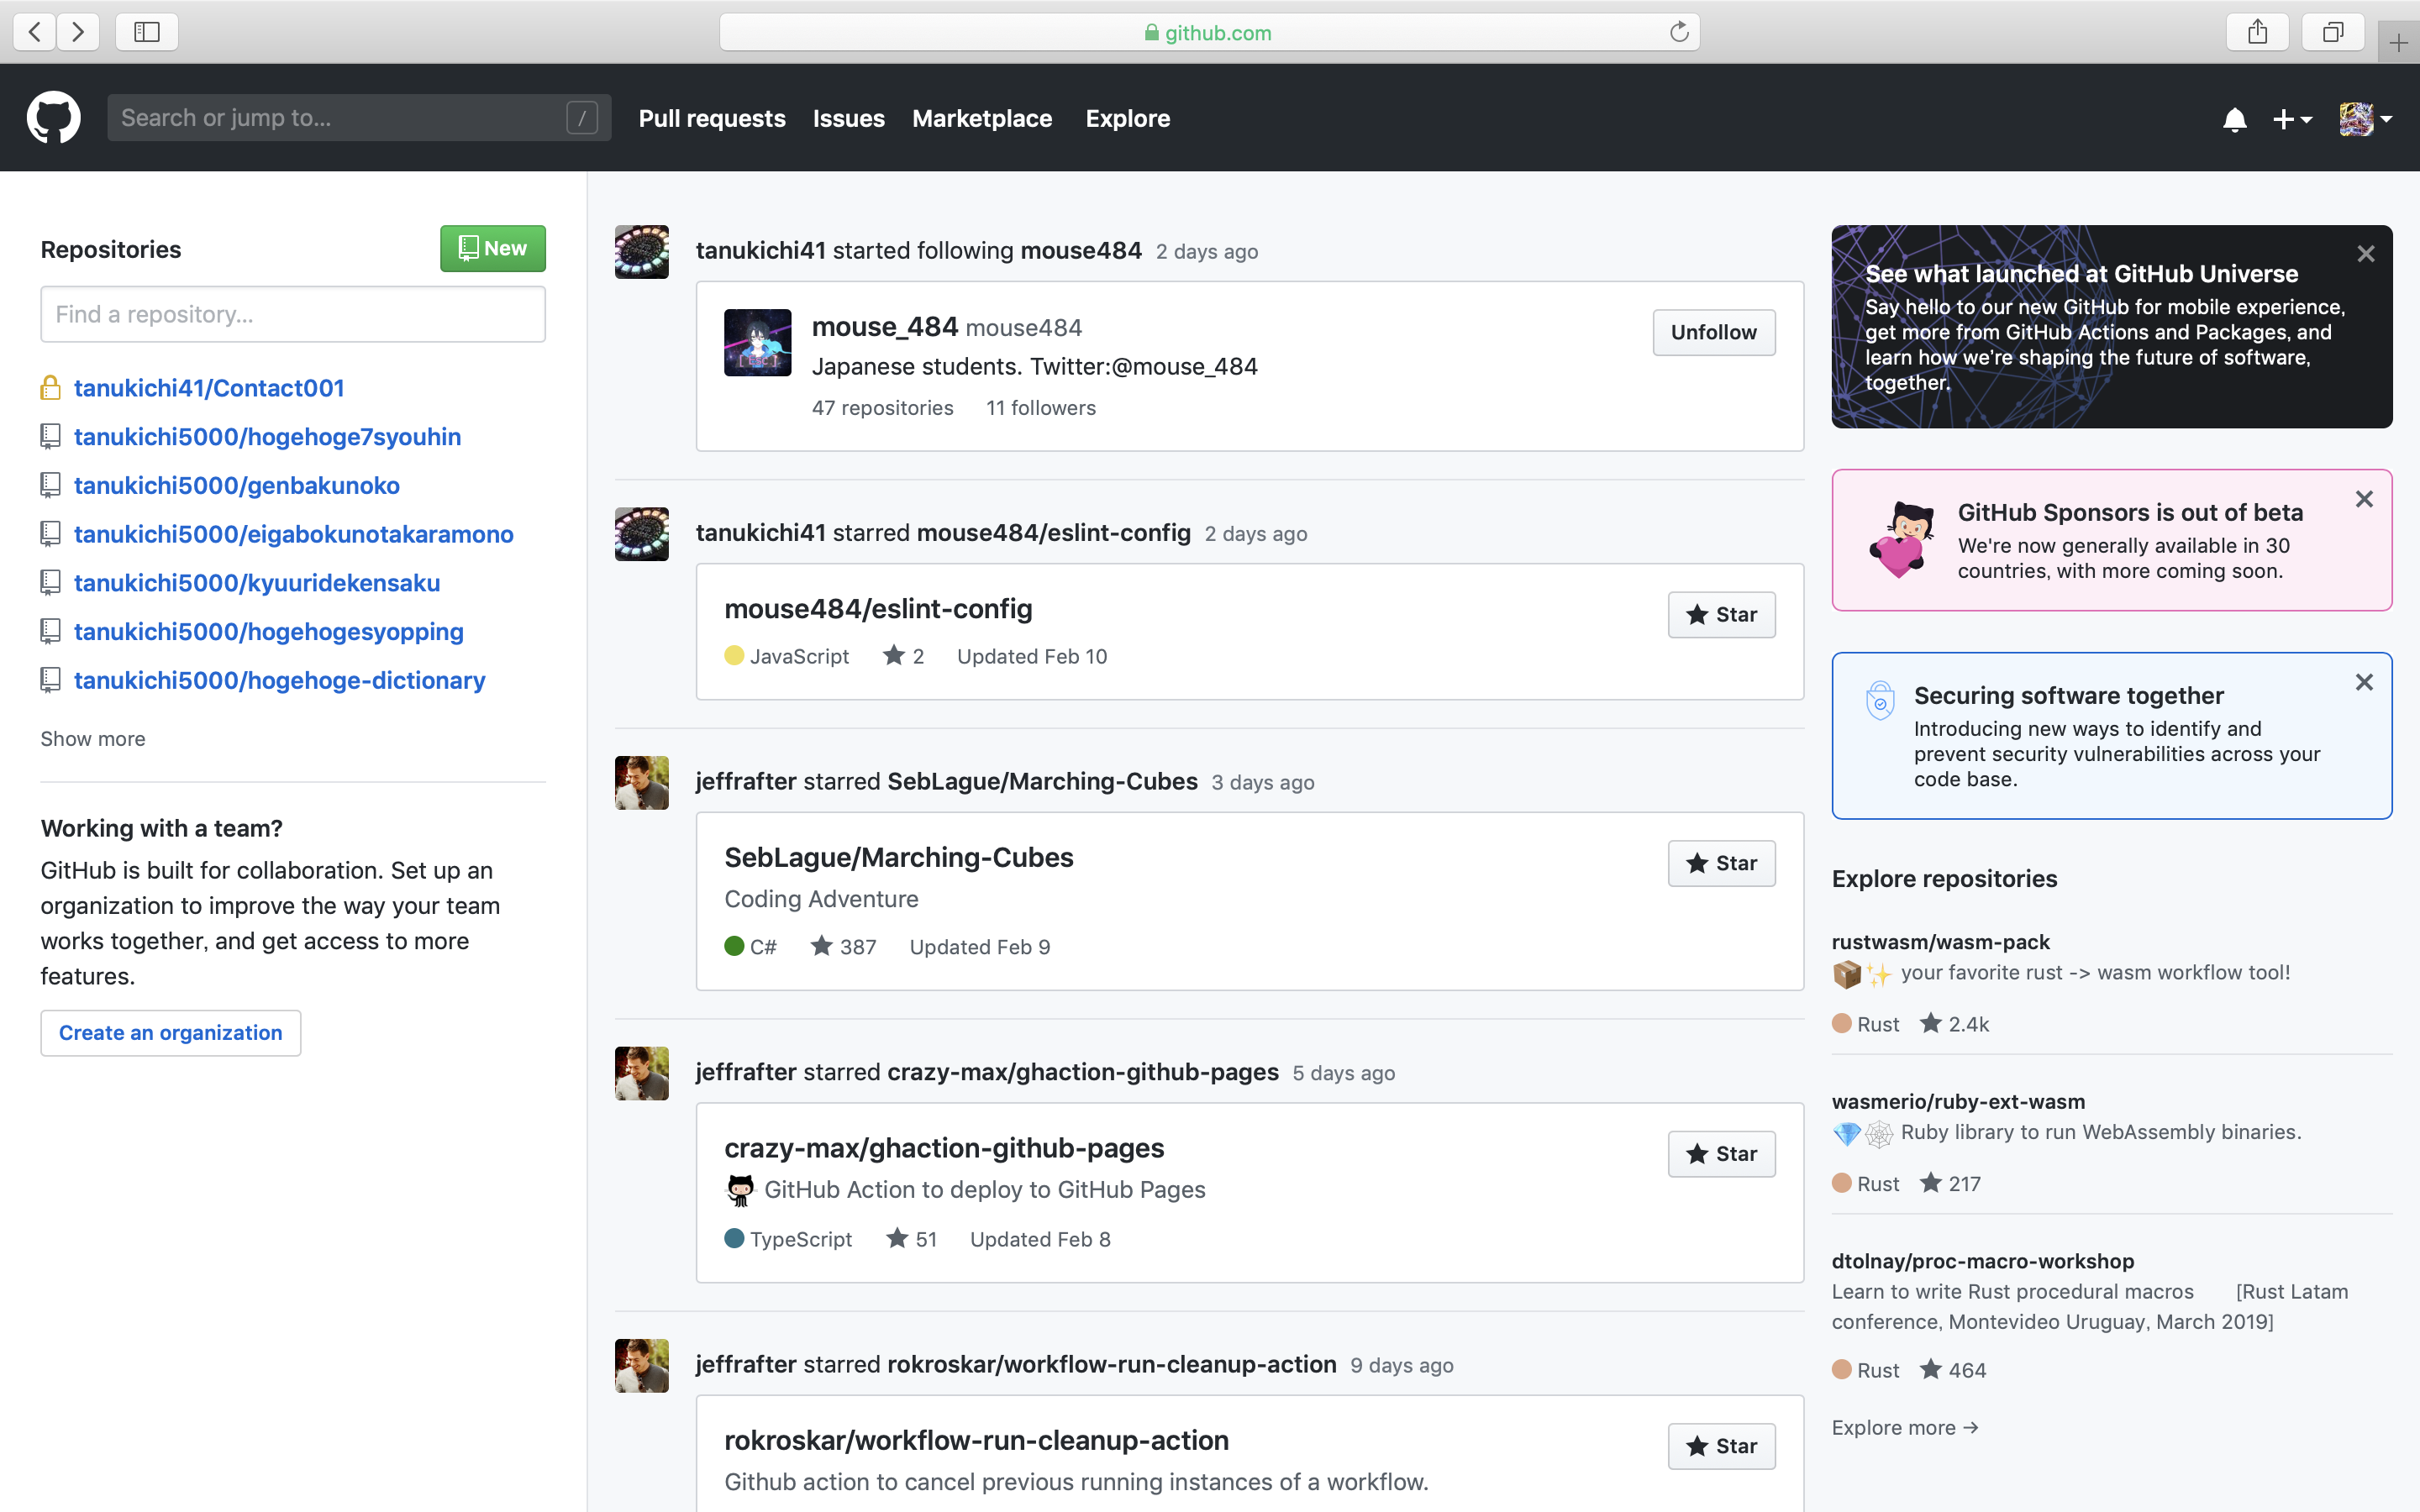 github.com
Search or jump to...
/
Pull requests
Issues
Marketplace
Explore
Repositories
New
Find a repository...
tanukichi41/Contact001
tanukichi5000/hogehoge7syouhin
tanukichi5000/genbakunoko
tanukichi5000/eigabokunotakaramono
tanukichi5000/kyuuridekensaku
tanukichi5000/hogehogesyopping
tanukichi5000/hogehoge-dictionary
Show more
Working with a team?
GitHub is built for collaboration. Set up an
organization to improve the way your team
works together, and get access to more
features.
Create an organization
tanukichi41 started following mouse484 2 days ago
mouse_484 mouse484
Unfollow
Japanese students. Twitter:@mouse_484
47 repositories 11 followers
tanukichi41 starred mouse484/eslint-config 2 days ago
mouse484/eslint-config
Star
JavaScript 2 Updated Feb 10
jeffrafter starred SebLague/Marching-Cubes 3 days ago
SebLague/Marching-Cubes
Star
Coding Adventure
C# 387 Updated Feb 9
jeffrafter starred crazy-max/ghaction-github-pages 5 days ago
crazy-max/ghaction-github-pages
Star
GitHub Action to deploy to GitHub Pages
TypeScript 51 Updated Feb 8
jeffrafter starred rokroskar/workflow-run-cleanup-action 9 days ago
rokroskar/workflow-run-cleanup-action
Star
Github action to cancel previous running instances of a workflow.
See what launched at GitHub Universe
Say hello to our new GitHub for mobile experience,
get more from GitHub Actions and Packages, and
learn how we're shaping the future of software,
together.
GitHub Sponsors is out of beta
We're now generally available in 30
countries, with more coming soon.
Securing software together
Introducing new ways to identify and
prevent security vulnerabilities across your
code base.
Explore repositories
rustwasm/wasm-pack
📦✨ your favorite rust -> wasm workflow tool!
Rust 2.4k
wasmerio/ruby-ext-wasm
💎🕸 Ruby library to run WebAssembly binaries.
Rust 217
dtolnay/proc-macro-workshop
Learn to write Rust procedural macros [Rust Latam
conference, Montevideo Uruguay, March 2019]
Rust 464
Explore more →